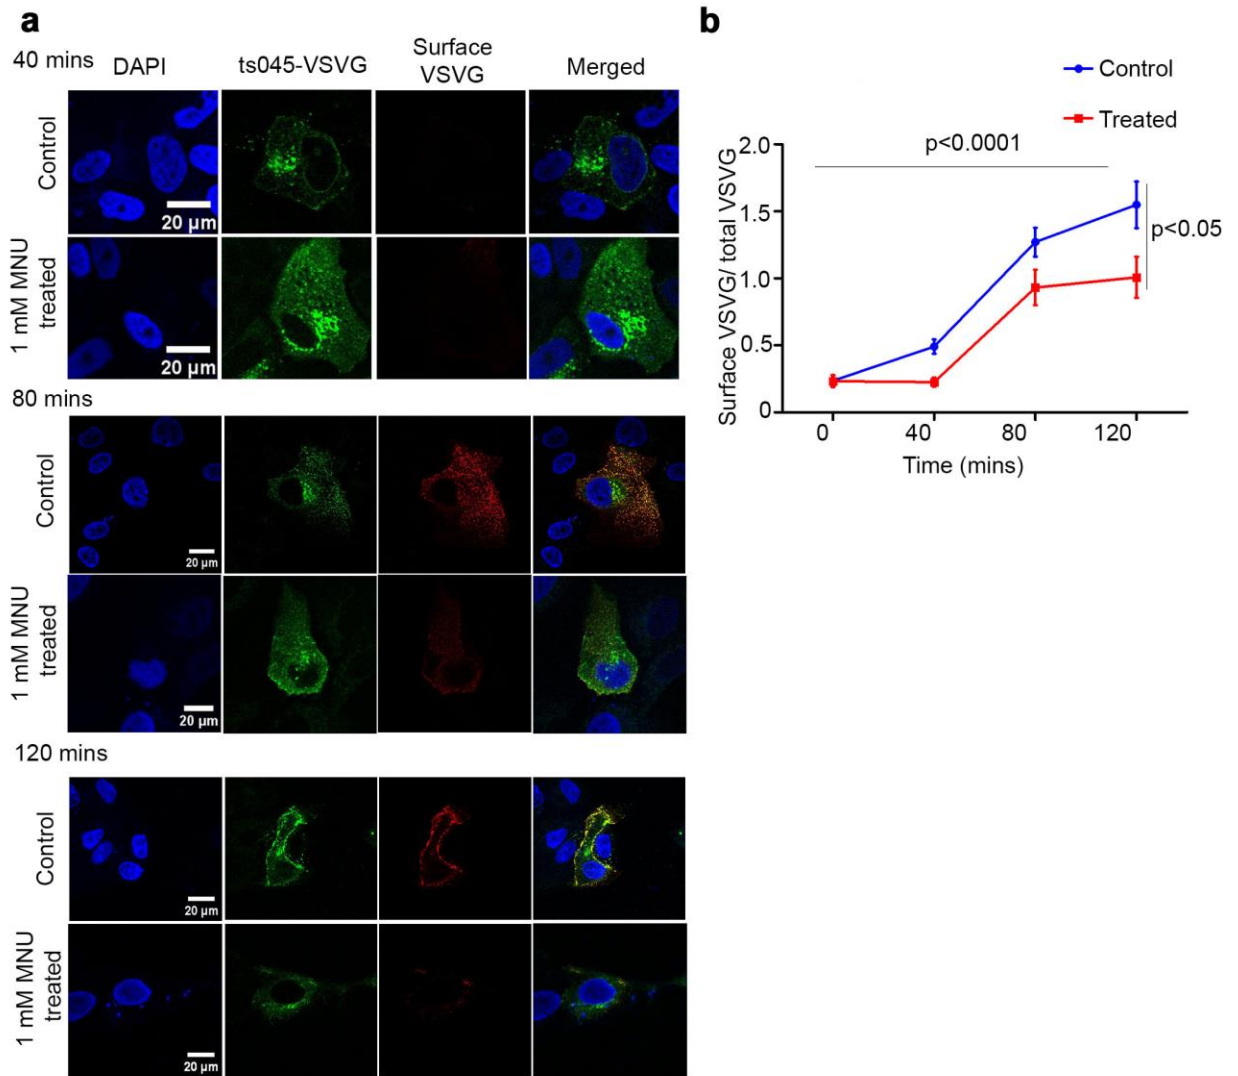 a
40 mins
DAPI
ts045-VSVG
Surface
VSVG
Merged
Control
20 μm
1 mM MNU
treated
20 μm
80 mins
Control
20 μm
1 mM MNU
treated
20 μm
120 mins
Control
20 μm
1 mM MNU
treated
20 μm
b
Control
Treated
p<0.0001
p<0.05
Surface VSVG/ total VSVG
2.0
1.5
1.0
0.5
0
0 40 80 120
Time (mins)